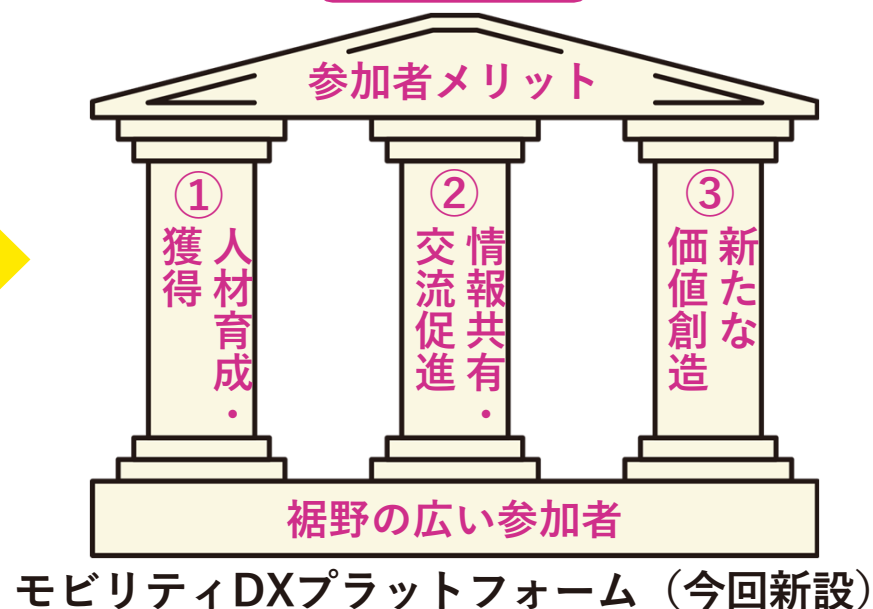 参加者メリット
①
人材育成・
獲得
②
情報共有・
交流促進
③
新たな
価値創造
裾野の広い参加者
モビリティDXプラットフォーム（今回新設）